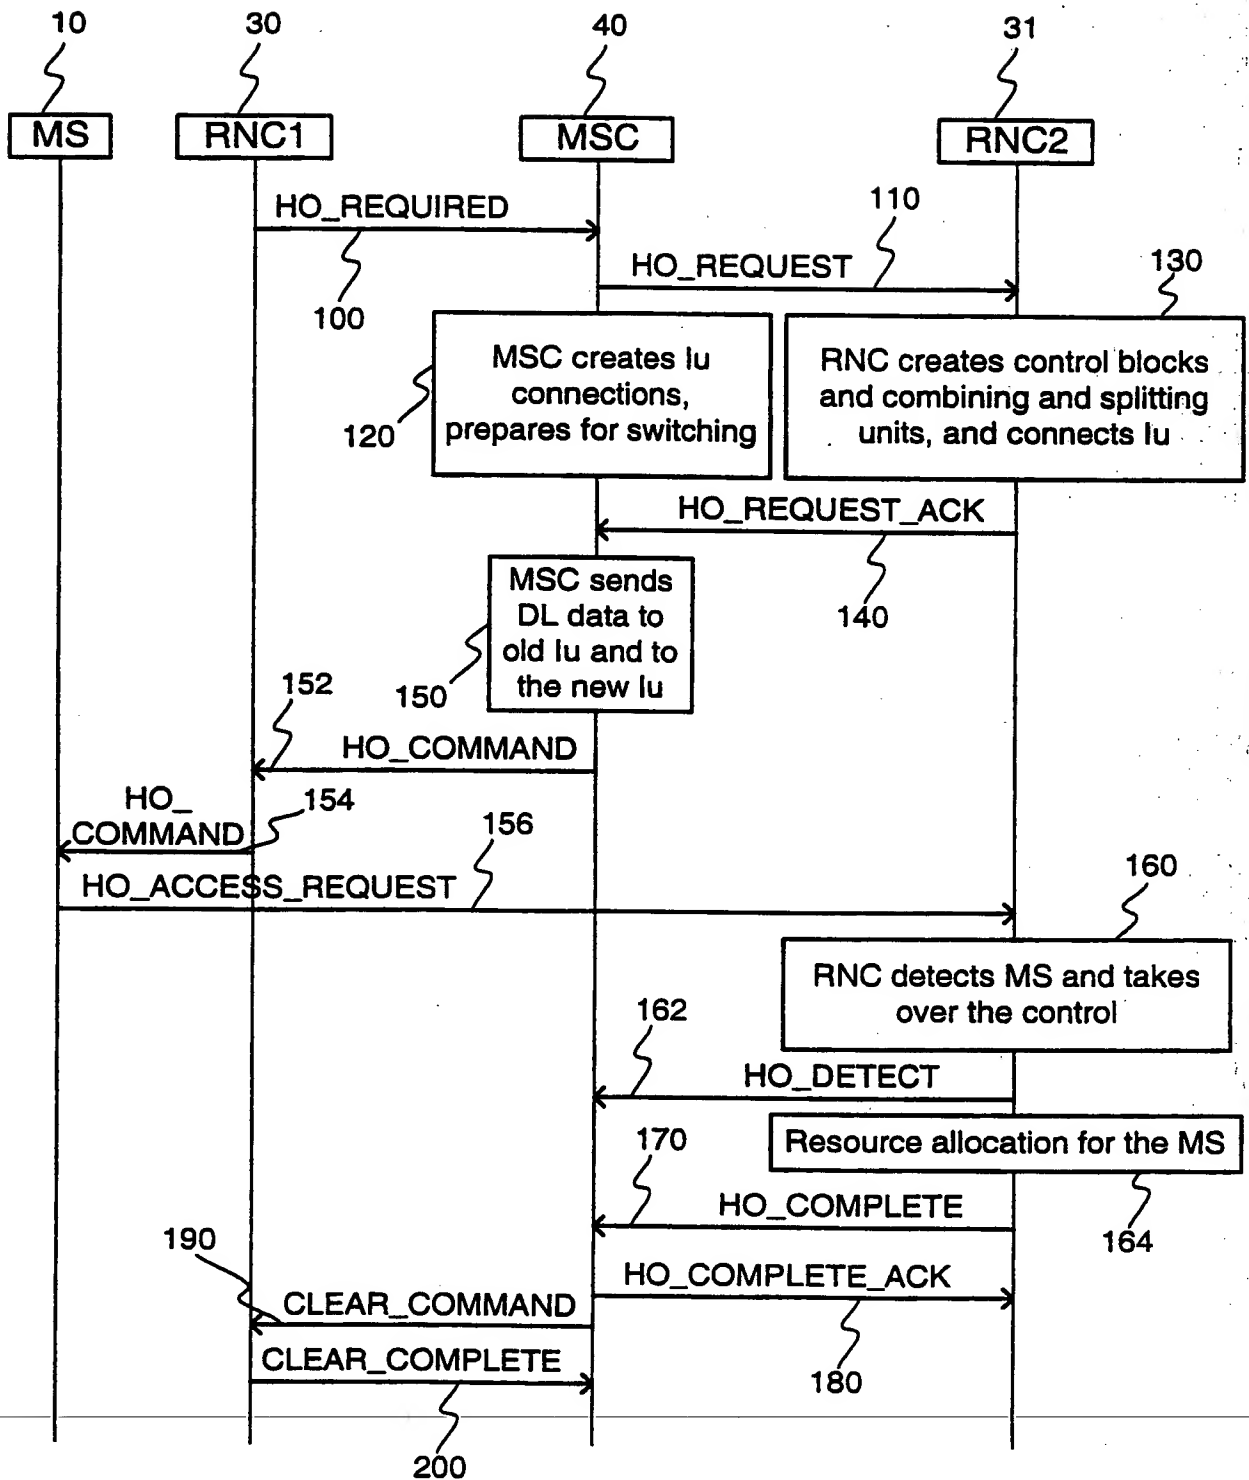 10
30
40
31
MS
RNC1
MSC
RNC2
HO_REQUIRED
100
110
HO_REQUEST
130
MSC creates Iu
connections,
prepares for switching
120
RNC creates control blocks
and combining and splitting
units, and connects Iu
HO_REQUEST_ACK
140
MSC sends
DL data to
old Iu and to
the new Iu
150
152
HO_COMMAND
HO_
COMMAND
154
156
HO_ACCESS_REQUEST
160
RNC detects MS and takes
over the control
162
HO_DETECT
Resource allocation for the MS
164
170
HO_COMPLETE
190
HO_COMPLETE_ACK
180
CLEAR_COMMAND
CLEAR_COMPLETE
200